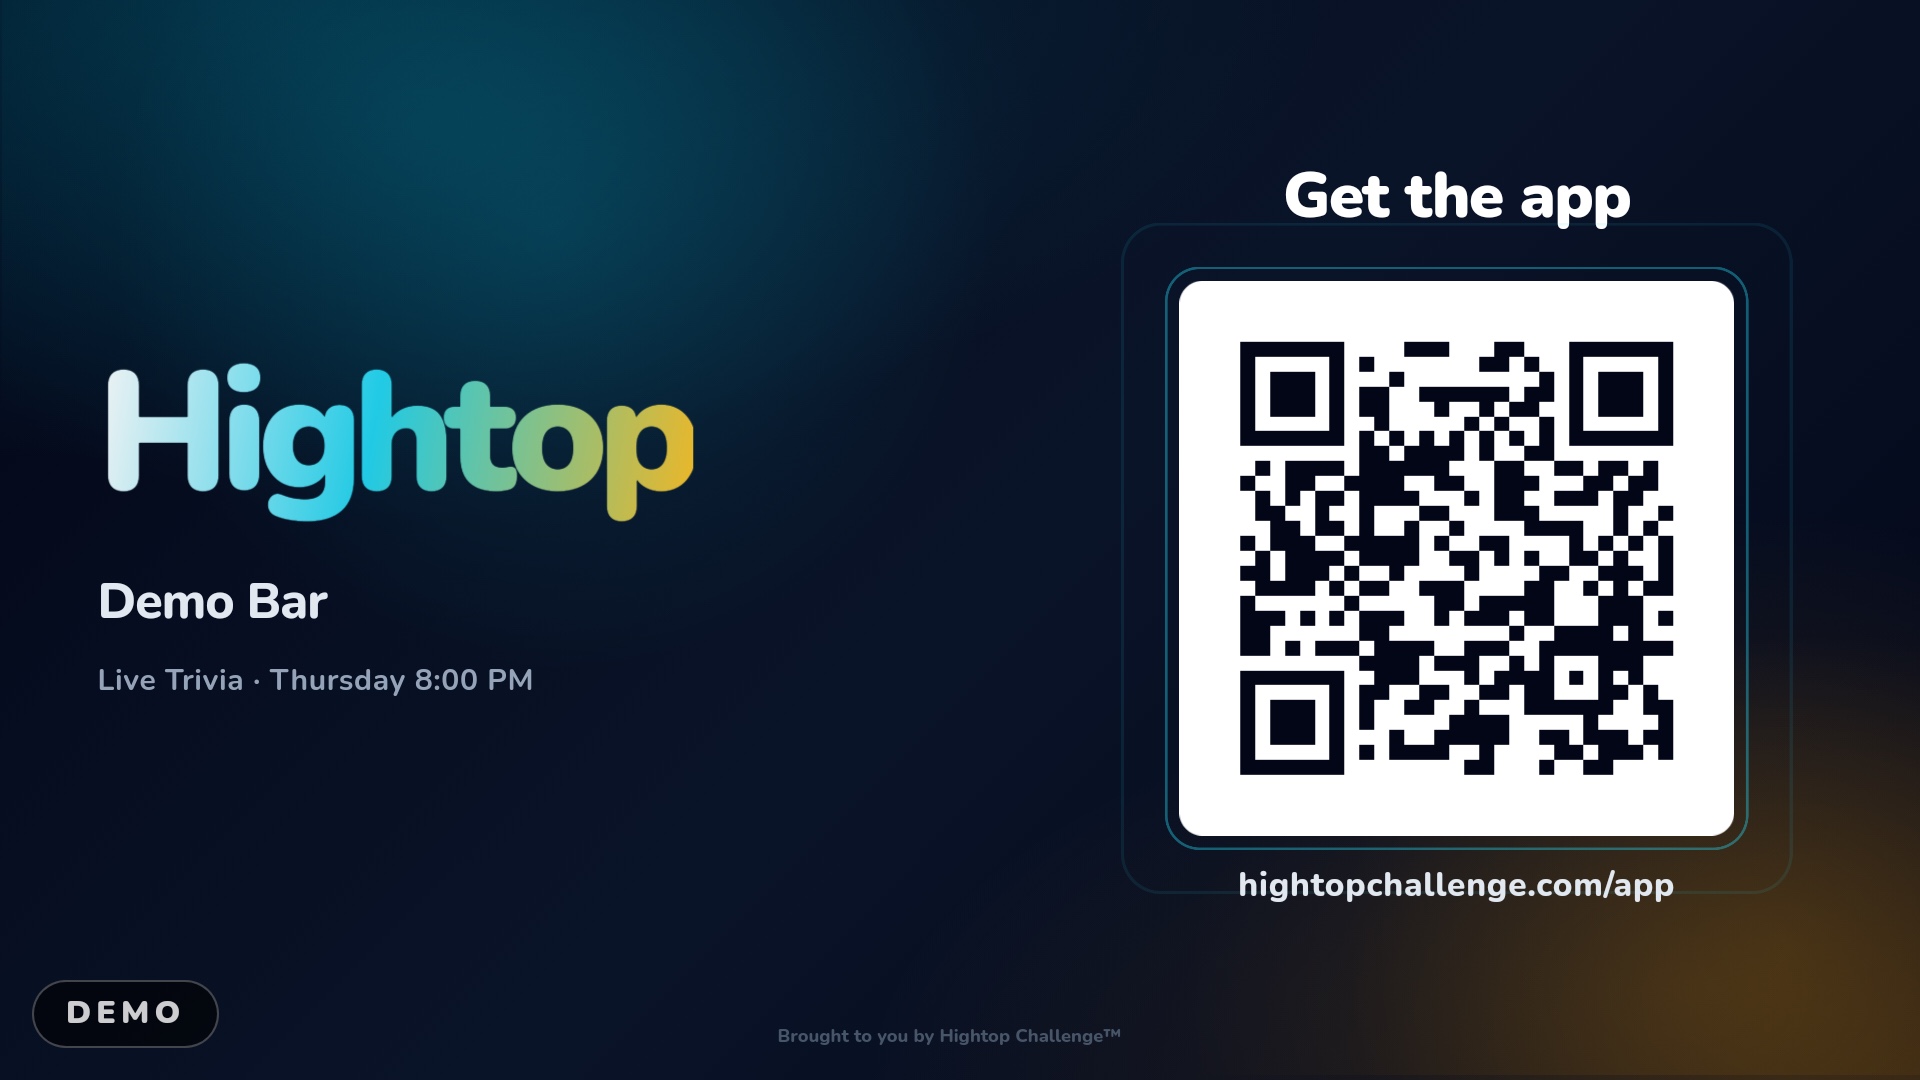 Hightop
Demo Bar
Live Trivia · Thursday 8:00 PM
Get the app
hightopchallenge.com/app
DEMO
Brought to you by Hightop Challenge™